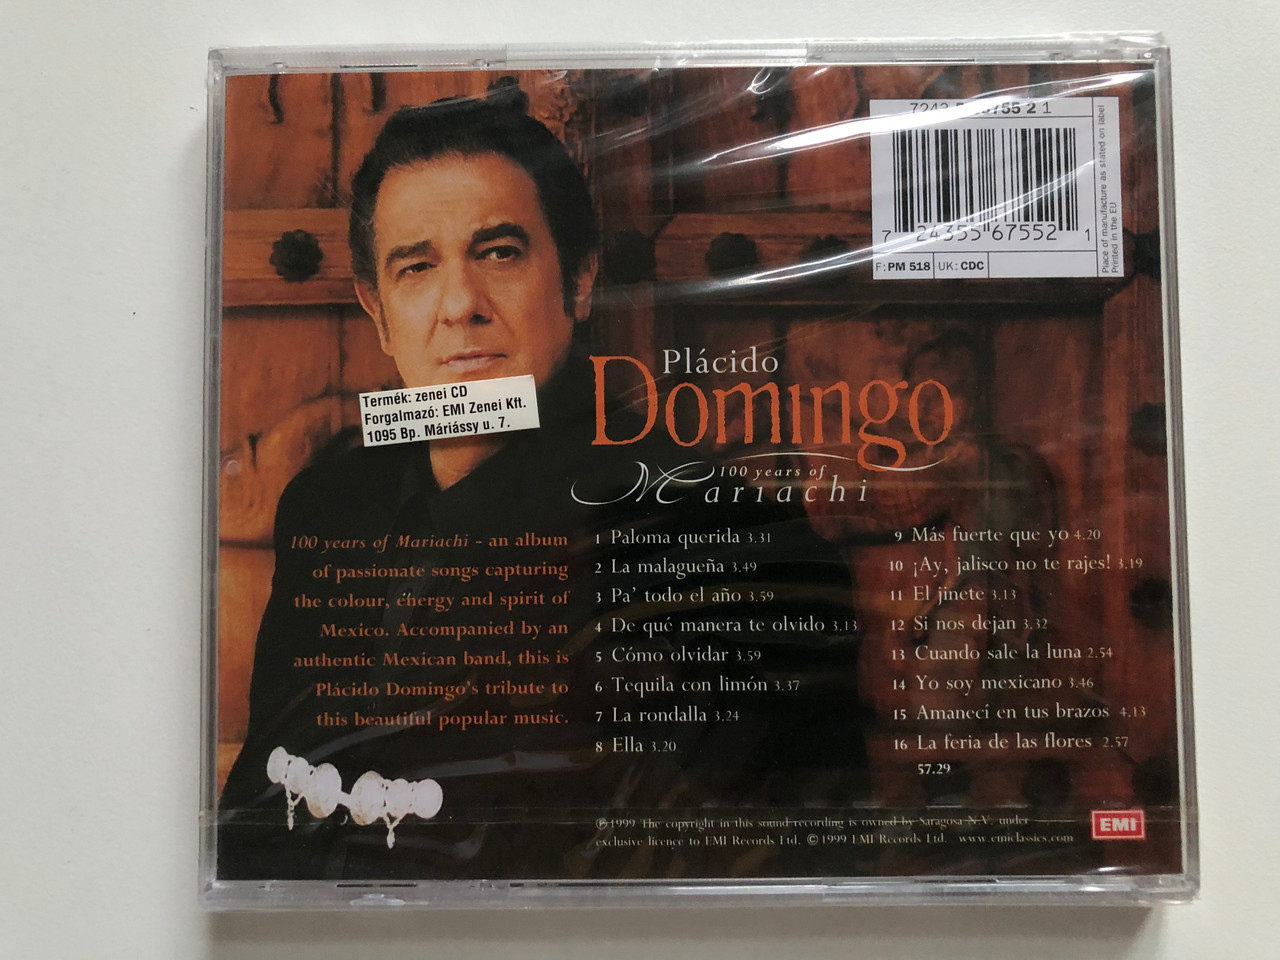 7243 55 2 1
7 24355 67552 1
F: PM 518 UK: CDC
Place of manufacture as stated on label
Printed in the EU
Plácido
Domingo
100 years of
Mariachi
Termék: zenei CD
Forgalmazó: EMI Zenei Kft.
1095 Bp. Máriássy u. 7.
100 years of Mariachi - an album
of passionate songs capturing
the colour, energy and spirit of
Mexico. Accompanied by an
authentic Mexican band, this is
Plácido Domingo's tribute to
this beautiful popular music.
1 Paloma querida 3.31
2 La malagueña 3.49
3 Pa' todo el año 3.59
4 De qué manera te olvido 3.13
5 Cómo olvidar 3.59
6 Tequila con limón 3.37
7 La rondalla 3.24
8 Ella 3.20
9 Más fuerte que yo 4.20
10 ¡Ay, jalisco no te rajes! 3.19
11 El jinete 3.13
12 Si nos dejan 3.32
13 Cuando sale la luna 2.54
14 Yo soy mexicano 3.46
15 Amanecí en tus brazos 4.13
16 La feria de las flores 2.57
57.29
℗ 1999 The copyright in this sound recording is owned by Saragosa N.V. under
exclusive licence to EMI Records Ltd. © 1999 EMI Records Ltd. www.emiclassics.com
EMI